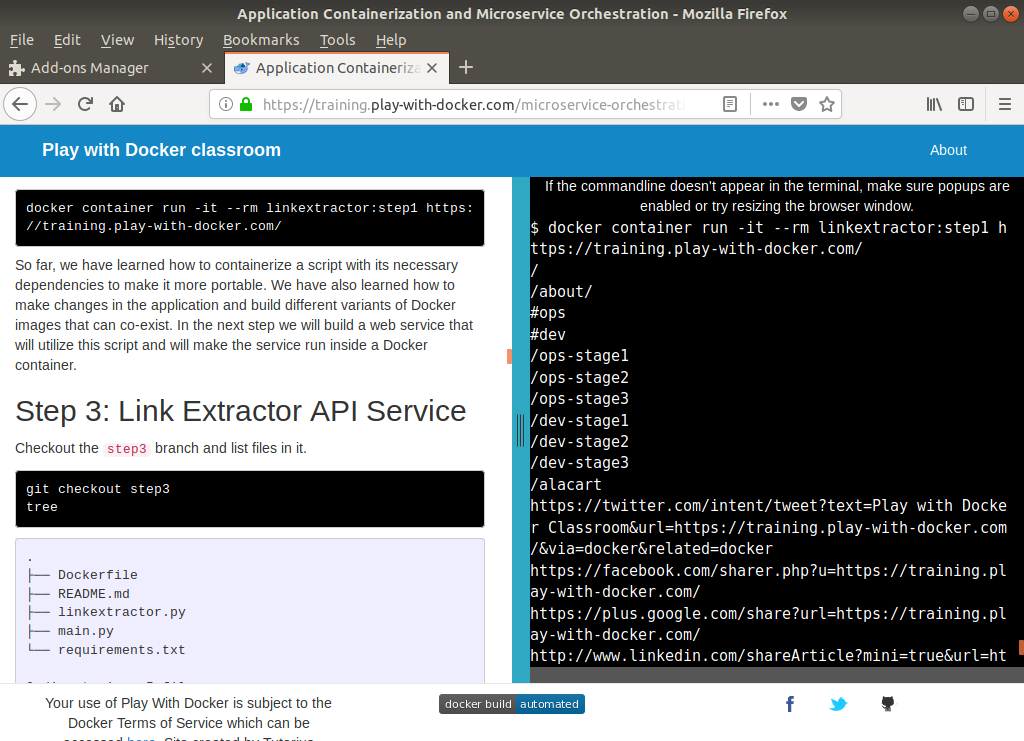 Application Containerization and Microservice Orchestration - Mozilla Firefox
File Edit View History Bookmarks Tools Help
Add-ons Manager
Application Containeriza
https://training.play-with-docker.com/microservice-orchestrati
Play with Docker classroom
About
docker container run -it --rm linkextractor:step1 https:
//training.play-with-docker.com/
So far, we have learned how to containerize a script with its necessary
dependencies to make it more portable. We have also learned how to
make changes in the application and build different variants of Docker
images that can co-exist. In the next step we will build a web service that
will utilize this script and will make the service run inside a Docker
container.
Step 3: Link Extractor API Service
Checkout the step3 branch and list files in it.
git checkout step3
tree
.
├── Dockerfile
├── README.md
├── linkextractor.py
├── main.py
└── requirements.txt
If the commandline doesn't appear in the terminal, make sure popups are
enabled or try resizing the browser window.
$ docker container run -it --rm linkextractor:step1 h
ttps://training.play-with-docker.com/
/
/about/
#ops
#dev
/ops-stage1
/ops-stage2
/ops-stage3
/dev-stage1
/dev-stage2
/dev-stage3
/alacart
https://twitter.com/intent/tweet?text=Play with Docke
r Classroom&url=https://training.play-with-docker.com
/&via=docker&related=docker
https://facebook.com/sharer.php?u=https://training.pl
ay-with-docker.com/
https://plus.google.com/share?url=https://training.pl
ay-with-docker.com/
http://www.linkedin.com/shareArticle?mini=true&url=ht
Your use of Play With Docker is subject to the
Docker Terms of Service which can be
accessed here. Site created by Tutorius
docker build automated